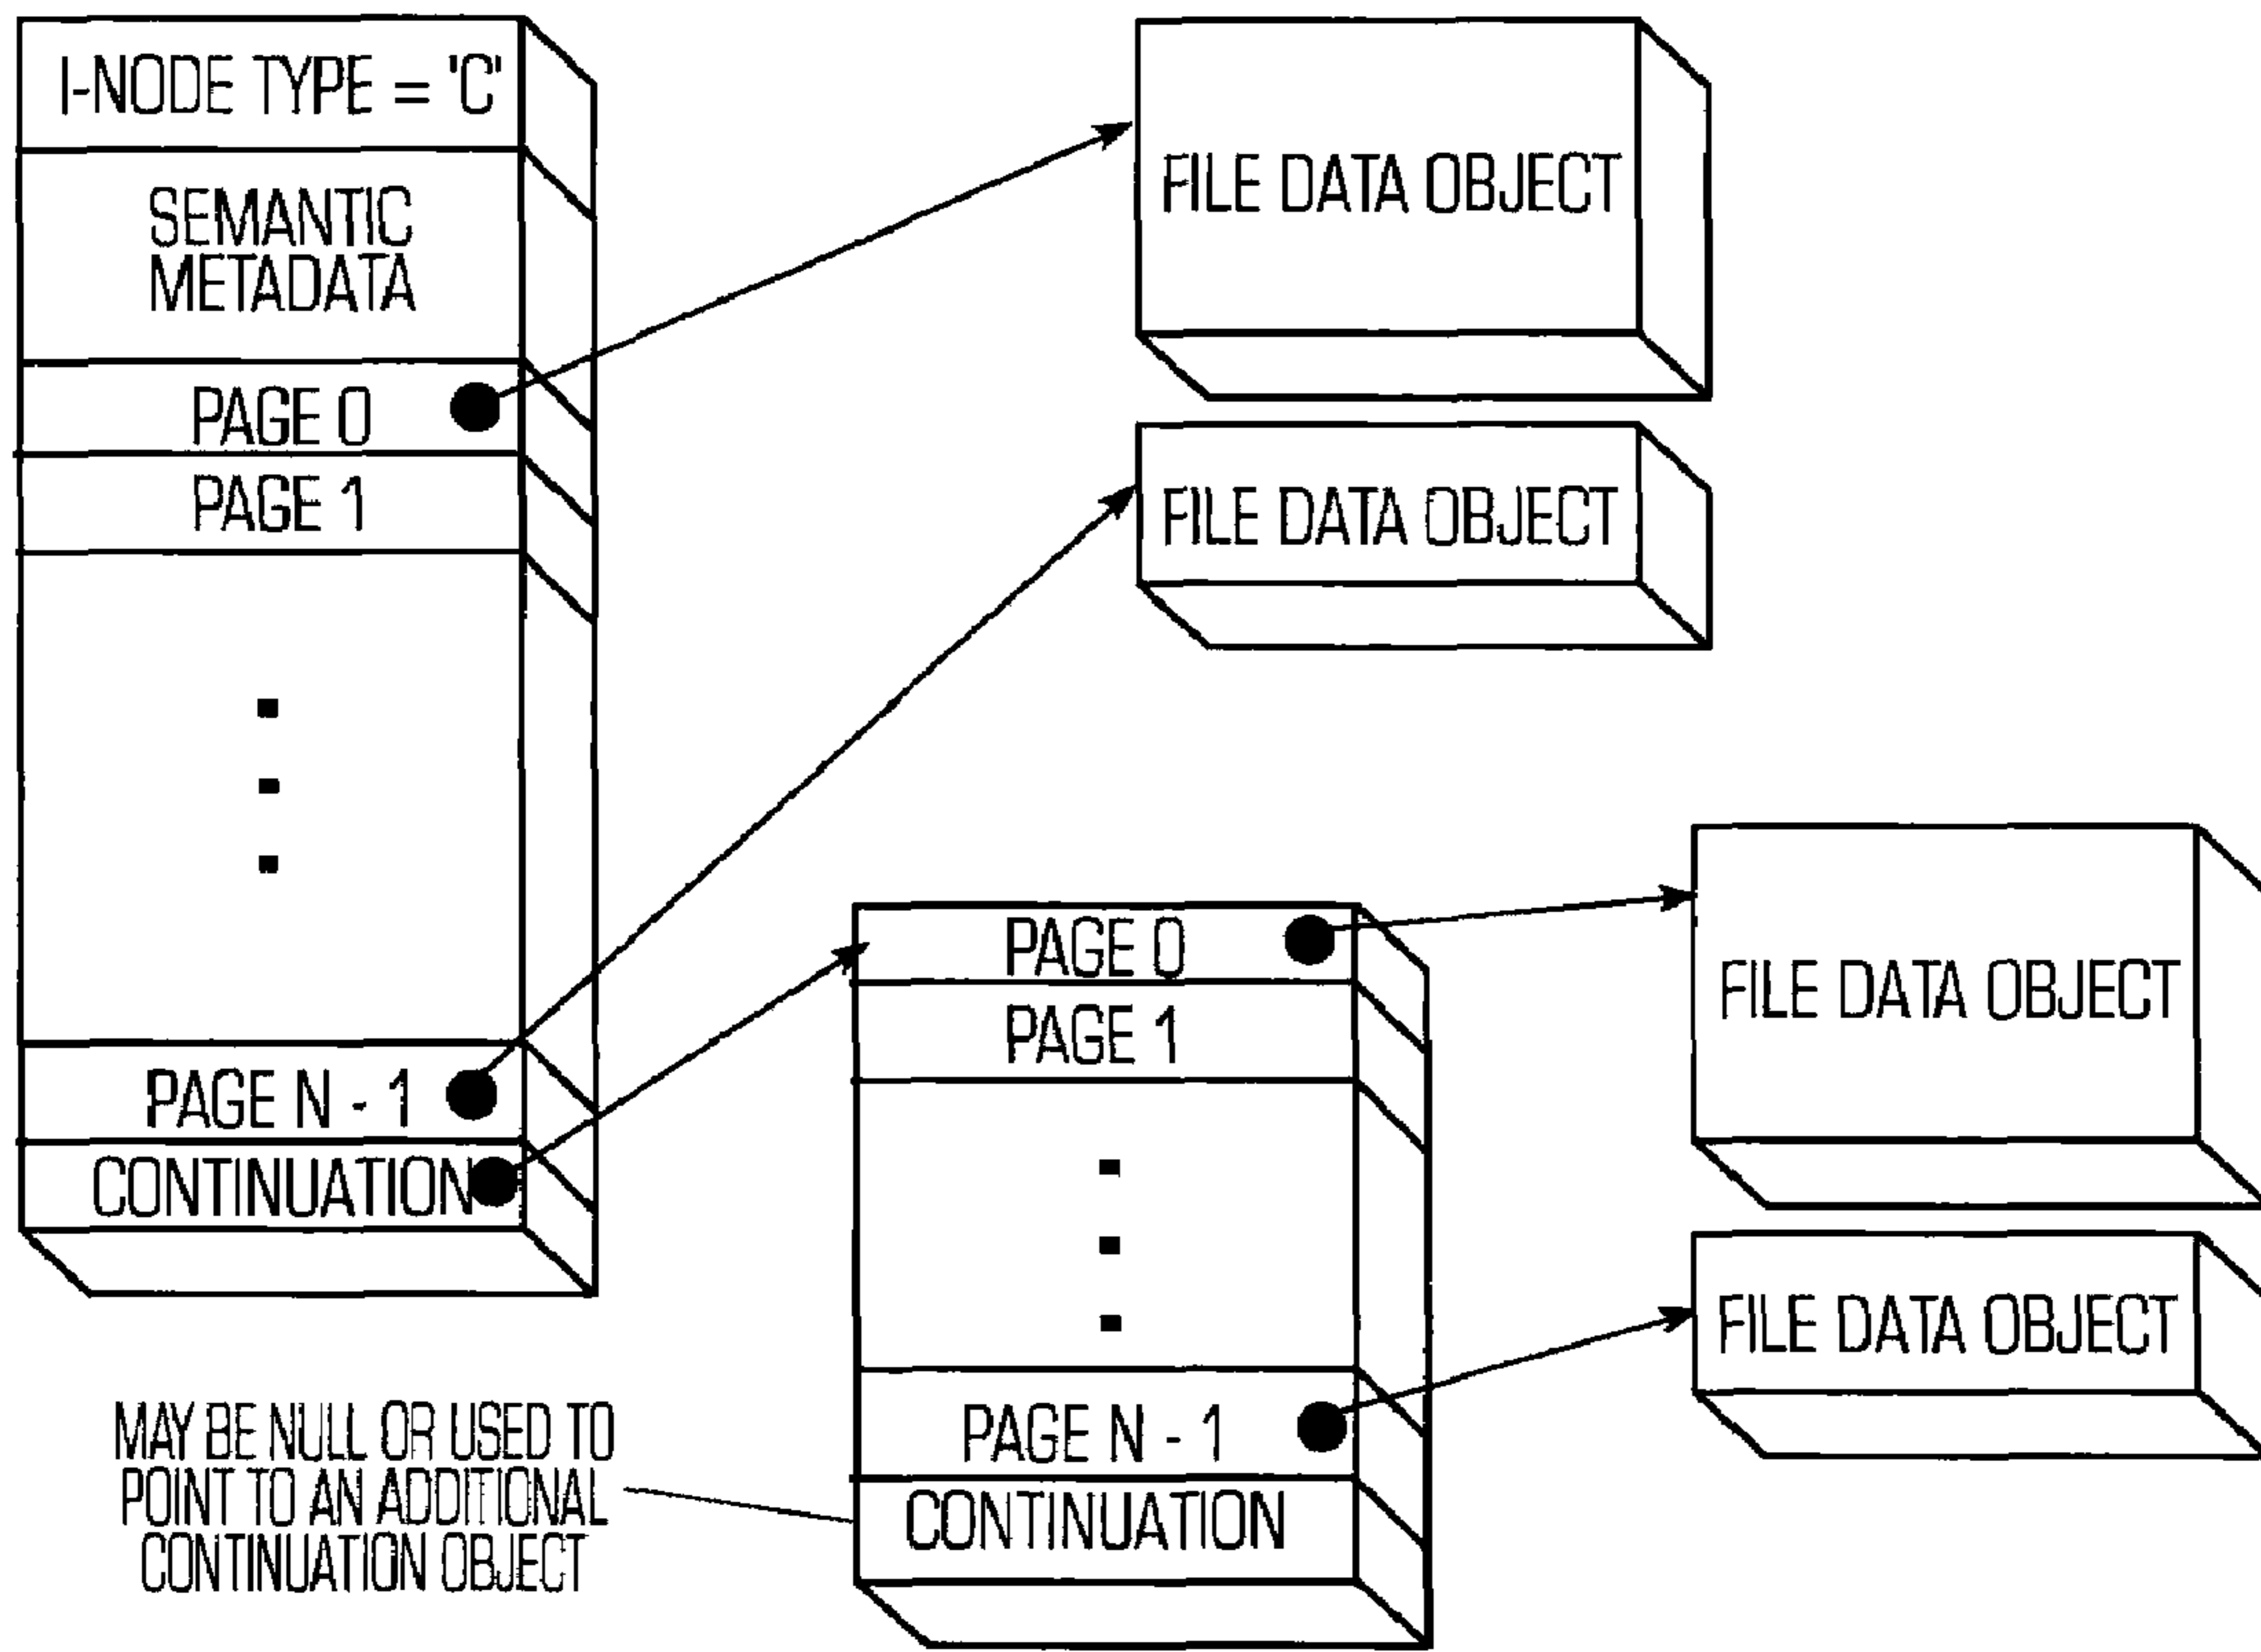 I-NODE TYPE = 'C'
SEMANTIC
METADATA
PAGE 0
PAGE 1
PAGE N - 1
CONTINUATION
FILE DATA OBJECT
FILE DATA OBJECT
PAGE 0
PAGE 1
PAGE N - 1
CONTINUATION
FILE DATA OBJECT
FILE DATA OBJECT
MAY BE NULL OR USED TO
POINT TO AN ADDITIONAL
CONTINUATION OBJECT